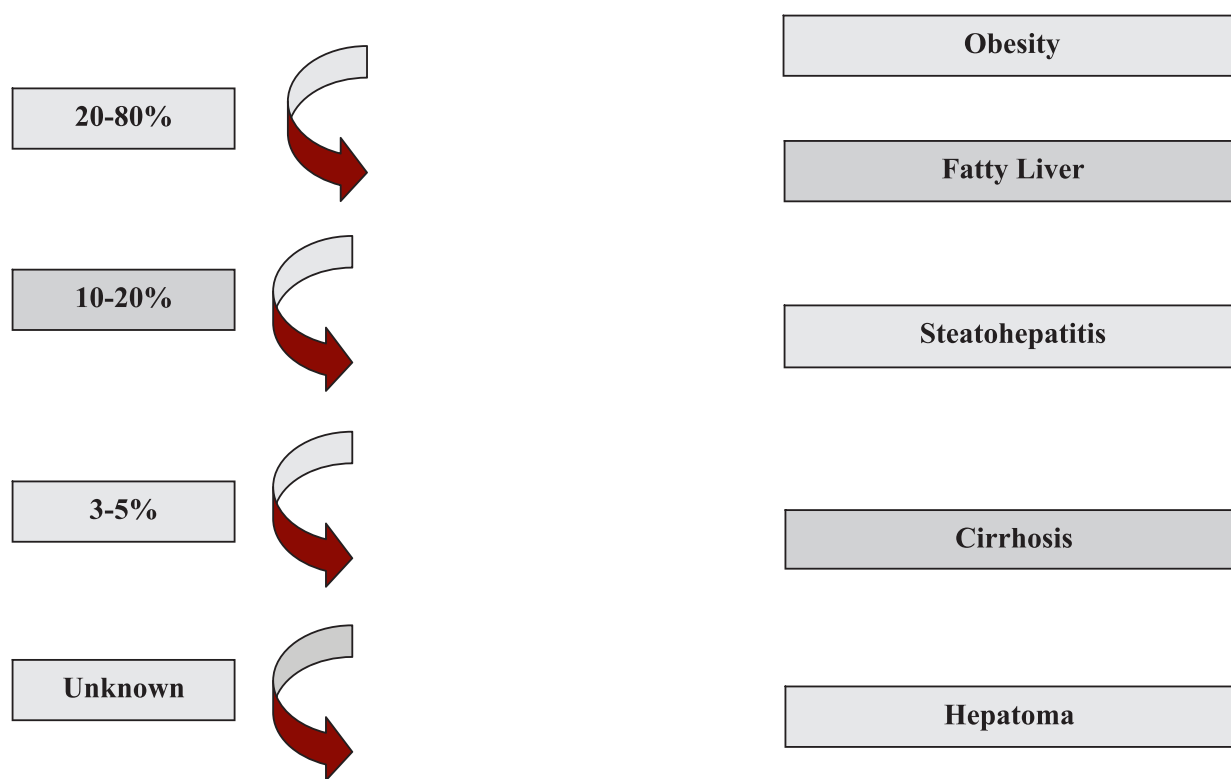 Obesity
20-80%
Fatty Liver
10-20%
Steatohepatitis
3-5%
Cirrhosis
Unknown
Hepatoma